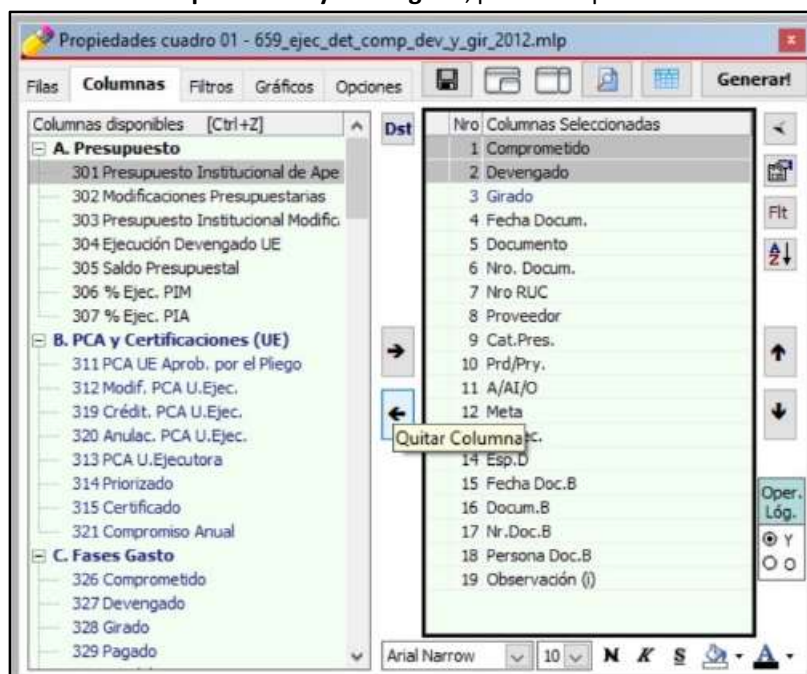 Propiedades cuadro 01 - 659_ejec_det_comp_dev_y_gir_2012.mlp
Filas Columnas Filtros Gráficos Opciones Generar!
Columnas disponibles [Ctrl+Z]
A. Presupuesto
301 Presupuesto Institucional de Ape
302 Modificaciones Presupuestarias
303 Presupuesto Institucional Modific
304 Ejecución Devengado UE
305 Saldo Presupuestal
306 % Ejec. PIM
307 % Ejec. PIA
B. PCA y Certificaciones (UE)
311 PCA UE Aprob. por el Pliego
312 Modif. PCA U.Ejec.
319 Crédit. PCA U.Ejec.
320 Anulac. PCA U.Ejec.
313 PCA U.Ejecutora
314 Priorizado
315 Certificado
321 Compromiso Anual
C. Fases Gasto
326 Comprometido
327 Devengado
328 Girado
329 Pagado
Dst
Quitar Columna
Nro Columnas Seleccionadas
1 Comprometido
2 Devengado
3 Girado
4 Fecha Docum.
5 Documento
6 Nro. Docum.
7 Nro RUC
8 Proveedor
9 Cat.Pres.
10 Prd/Pry.
11 A/AI/O
12 Meta
ec.
14 Esp.D
15 Fecha Doc.B
16 Docum.B
17 Nr.Doc.B
18 Persona Doc.B
19 Observación (i)
Flt
A
Z
Oper.
Lóg.
Y
O
Arial Narrow 10 N K S A